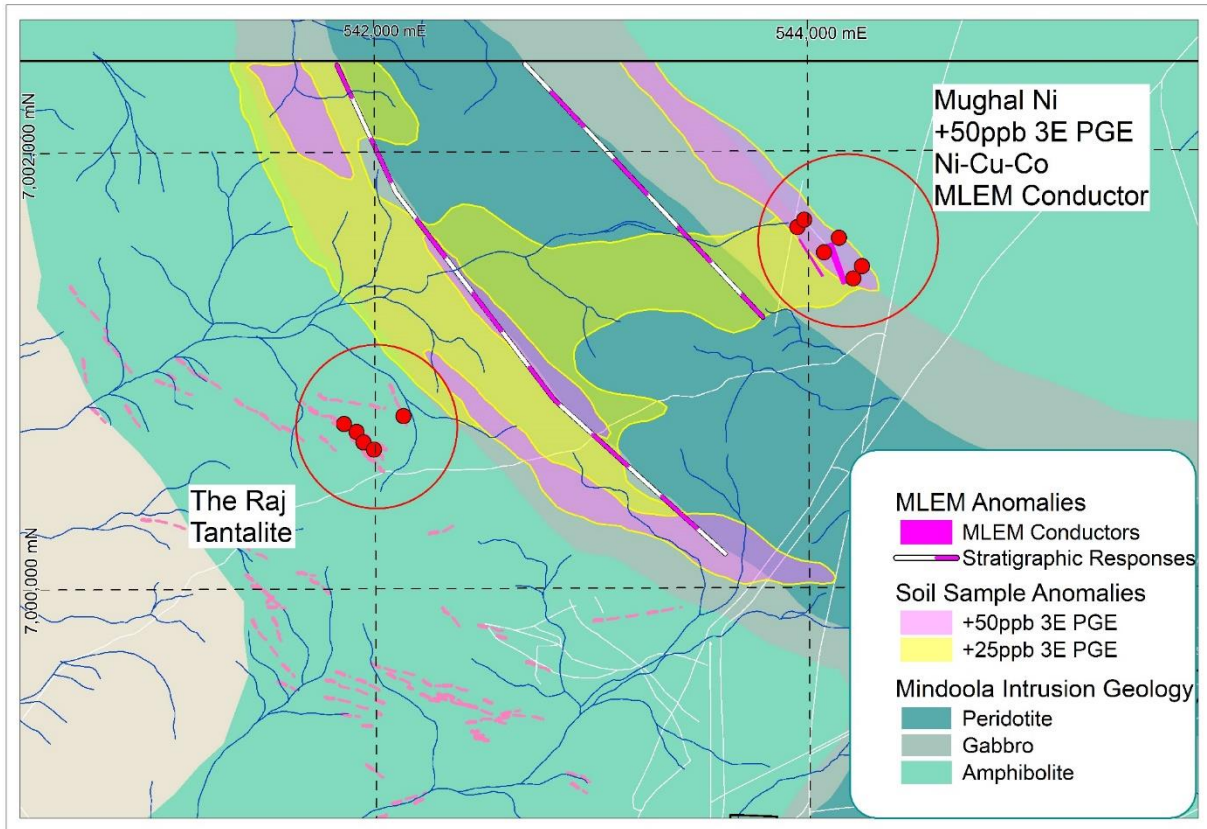 542,000 mE
544,000 mE
7,002,000 mN
7,000,000 mN
Mughal Ni
+50ppb 3E PGE
Ni-Cu-Co
MLEM Conductor
The Raj
Tantalite
MLEM Anomalies
MLEM Conductors
Stratigraphic Responses
Soil Sample Anomalies
+50ppb 3E PGE
+25ppb 3E PGE
Mindoola Intrusion Geology
Peridotite
Gabbro
Amphibolite